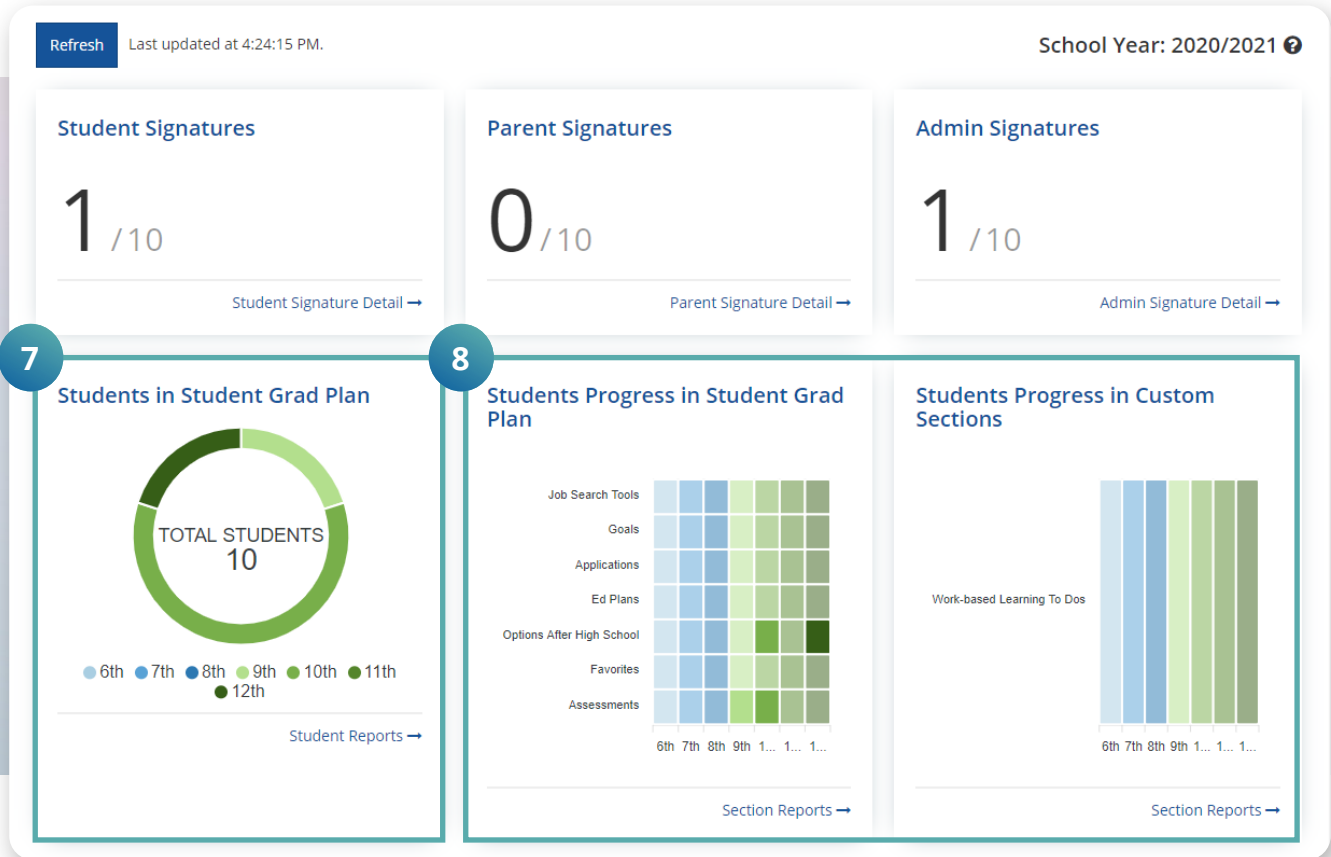 Refresh
Last updated at 4:24:15 PM.
School Year: 2020/2021 ?
Student Signatures
1 / 10
Student Signature Detail →
Parent Signatures
0 / 10
Parent Signature Detail →
Admin Signatures
1 / 10
Admin Signature Detail →
7
Students in Student Grad Plan
TOTAL STUDENTS
10
6th 7th 8th 9th 10th 11th
12th
Student Reports →
8
Students Progress in Student Grad
Plan
Job Search Tools
Goals
Applications
Ed Plans
Options After High School
Favorites
Assessments
6th 7th 8th 9th 1... 1... 1...
Section Reports →
Students Progress in Custom
Sections
Work-based Learning To Dos
6th 7th 8th 9th 1... 1... 1...
Section Reports →